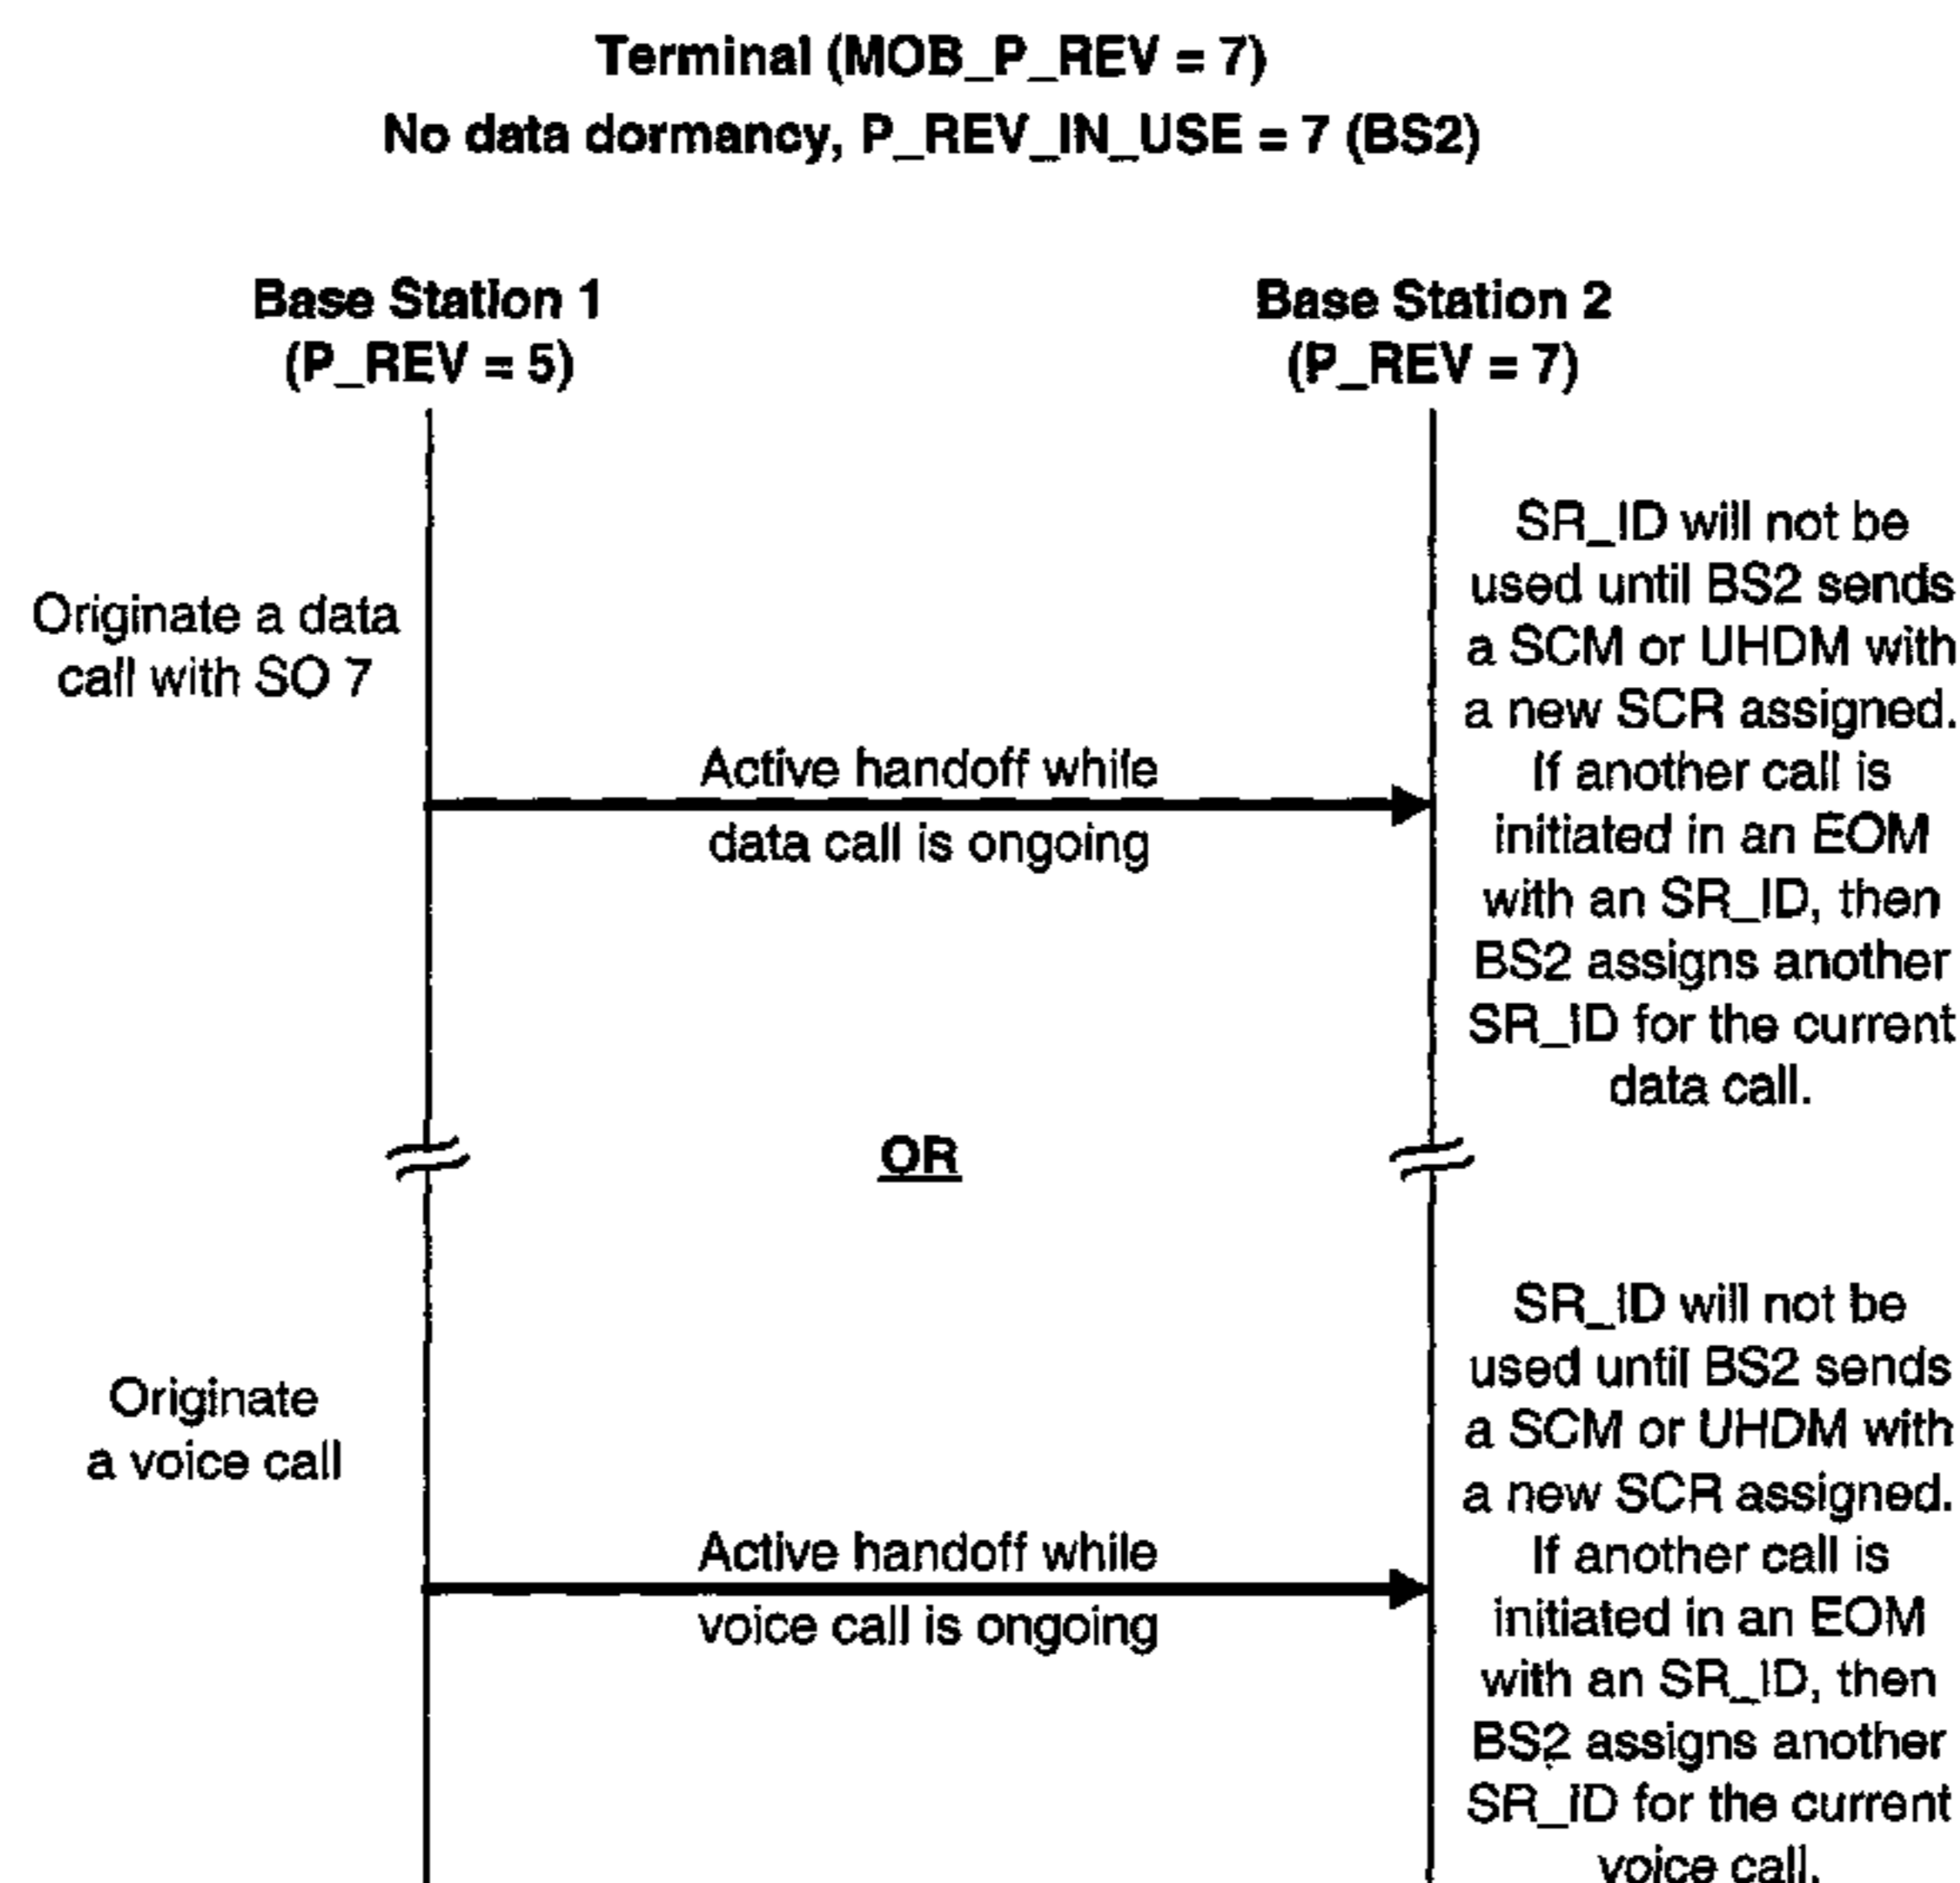 Terminal (MOB_P_REV = 7)
No data dormancy, P_REV_IN_USE = 7 (BS2)
Base Station 1
(P_REV = 5)
Base Station 2
(P_REV = 7)
Originate a data
call with SO 7
Active handoff while
data call is ongoing
SR_ID will not be
used until BS2 sends
a SCM or UHDM with
a new SCR assigned.
If another call is
initiated in an EOM
with an SR_ID, then
BS2 assigns another
SR_ID for the current
data call.
OR
Originate
a voice call
Active handoff while
voice call is ongoing
SR_ID will not be
used until BS2 sends
a SCM or UHDM with
a new SCR assigned.
If another call is
initiated in an EOM
with an SR_ID, then
BS2 assigns another
SR_ID for the current
voice call.